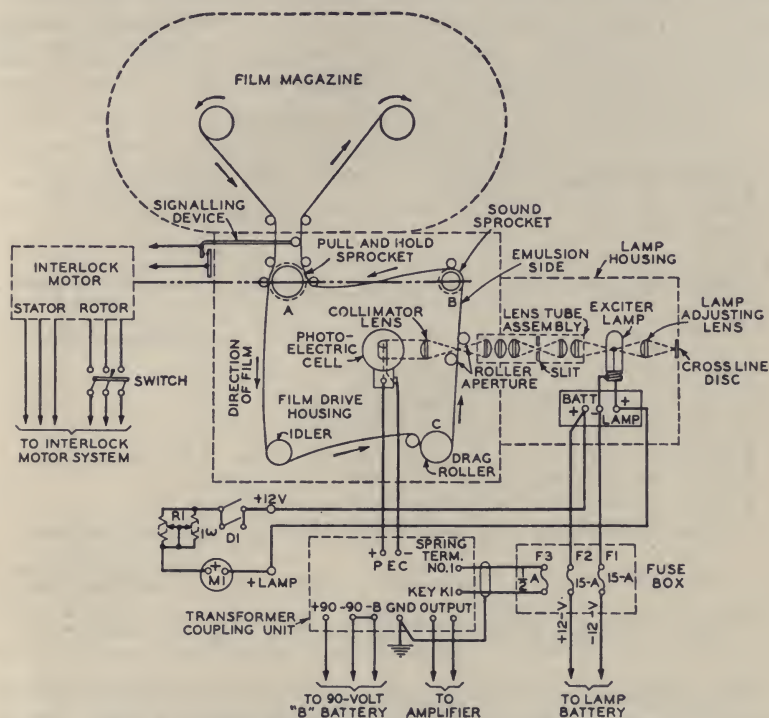 FILM MAGAZINE
SIGNALLING
DEVICE
PULL AND HOLD
SPROCKET
SOUND
SPROCKET
EMULSION
SIDE
LAMP
HOUSING
INTERLOCK
MOTOR
STATOR ROTOR
A
B
COLLIMATOR
LENS
LENS TUBE
ASSEMBLY
EXCITER
LAMP
LAMP
ADJUSTING
LENS
PHOTO-
ELECTRIC
CELL
ROLLER
APERTURE
SLIT
CROSS LINE
DISC
SWITCH
DIRECTION
OF FILM
BATT
+ - +
LAMP
FILM DRIVE
HOUSING
C
IDLER
DRAG
ROLLER
TO INTERLOCK
MOTOR SYSTEM
+12V
R1
1ω
D1
+
M1
+LAMP
+ PEC -
SPRING
TERM.
NO.1
KEY K1
F3
1/2 A
F2
15-A
F1
15-A
FUSE
BOX
TRANSFORMER
COUPLING UNIT
+90 -90 -B GND OUTPUT
+12-V
-12-V
TO 90-VOLT
"B" BATTERY
TO
AMPLIFIER
TO LAMP
BATTERY